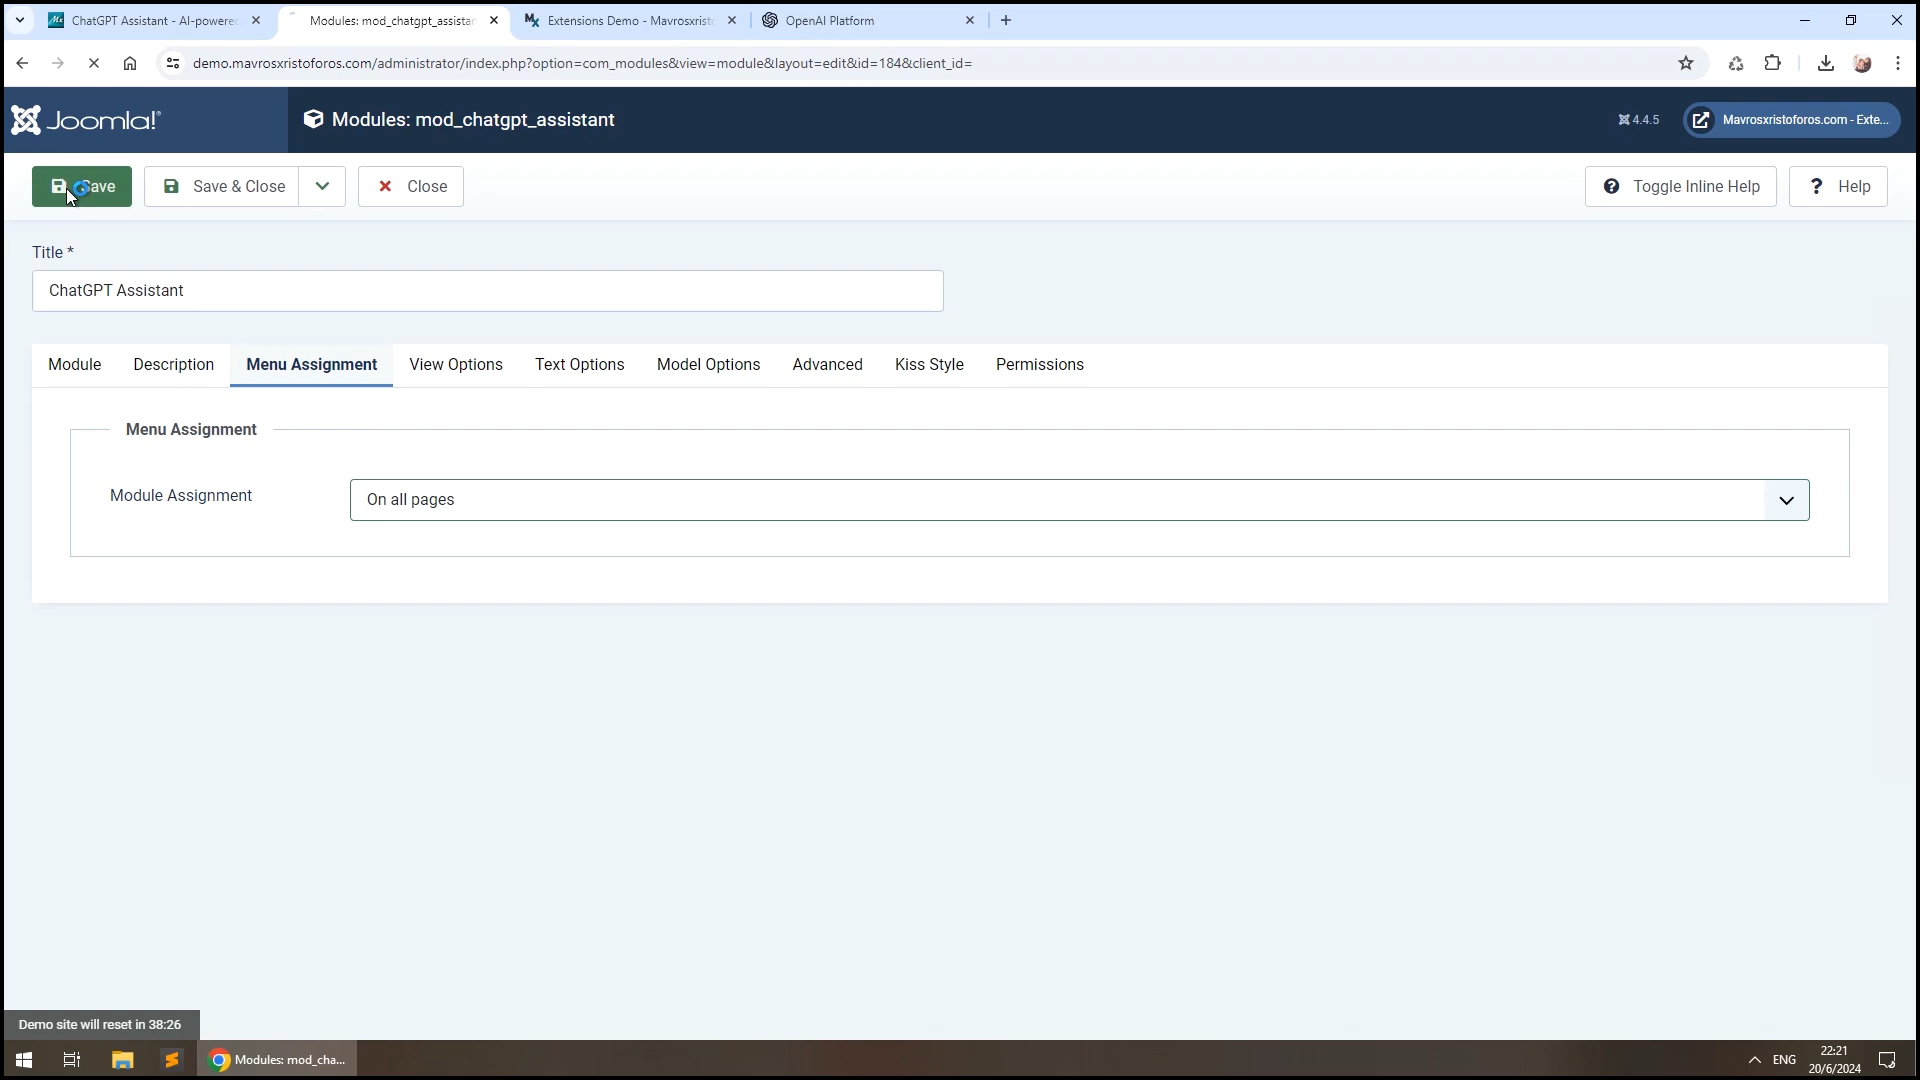 ChatGPT Assistant - AI-powered
Modules: mod_chatgpt_assistan
Extensions Demo - Mavrosxristo
OpenAI Platform
demo.mavrosxristoforos.com/administrator/index.php?option=com_modules&view=module&layout=edit&id=184&client_id=
Joomla!®
Modules: mod_chatgpt_assistant
4.4.5
Mavrosxristoforos.com - Exte...
Save
Save & Close
Close
Toggle Inline Help
Help
Title *
ChatGPT Assistant
Module
Description
Menu Assignment
View Options
Text Options
Model Options
Advanced
Kiss Style
Permissions
Menu Assignment
Module Assignment
On all pages
Demo site will reset in 38:26
Modules: mod_cha...
ENG
22:21
20/6/2024